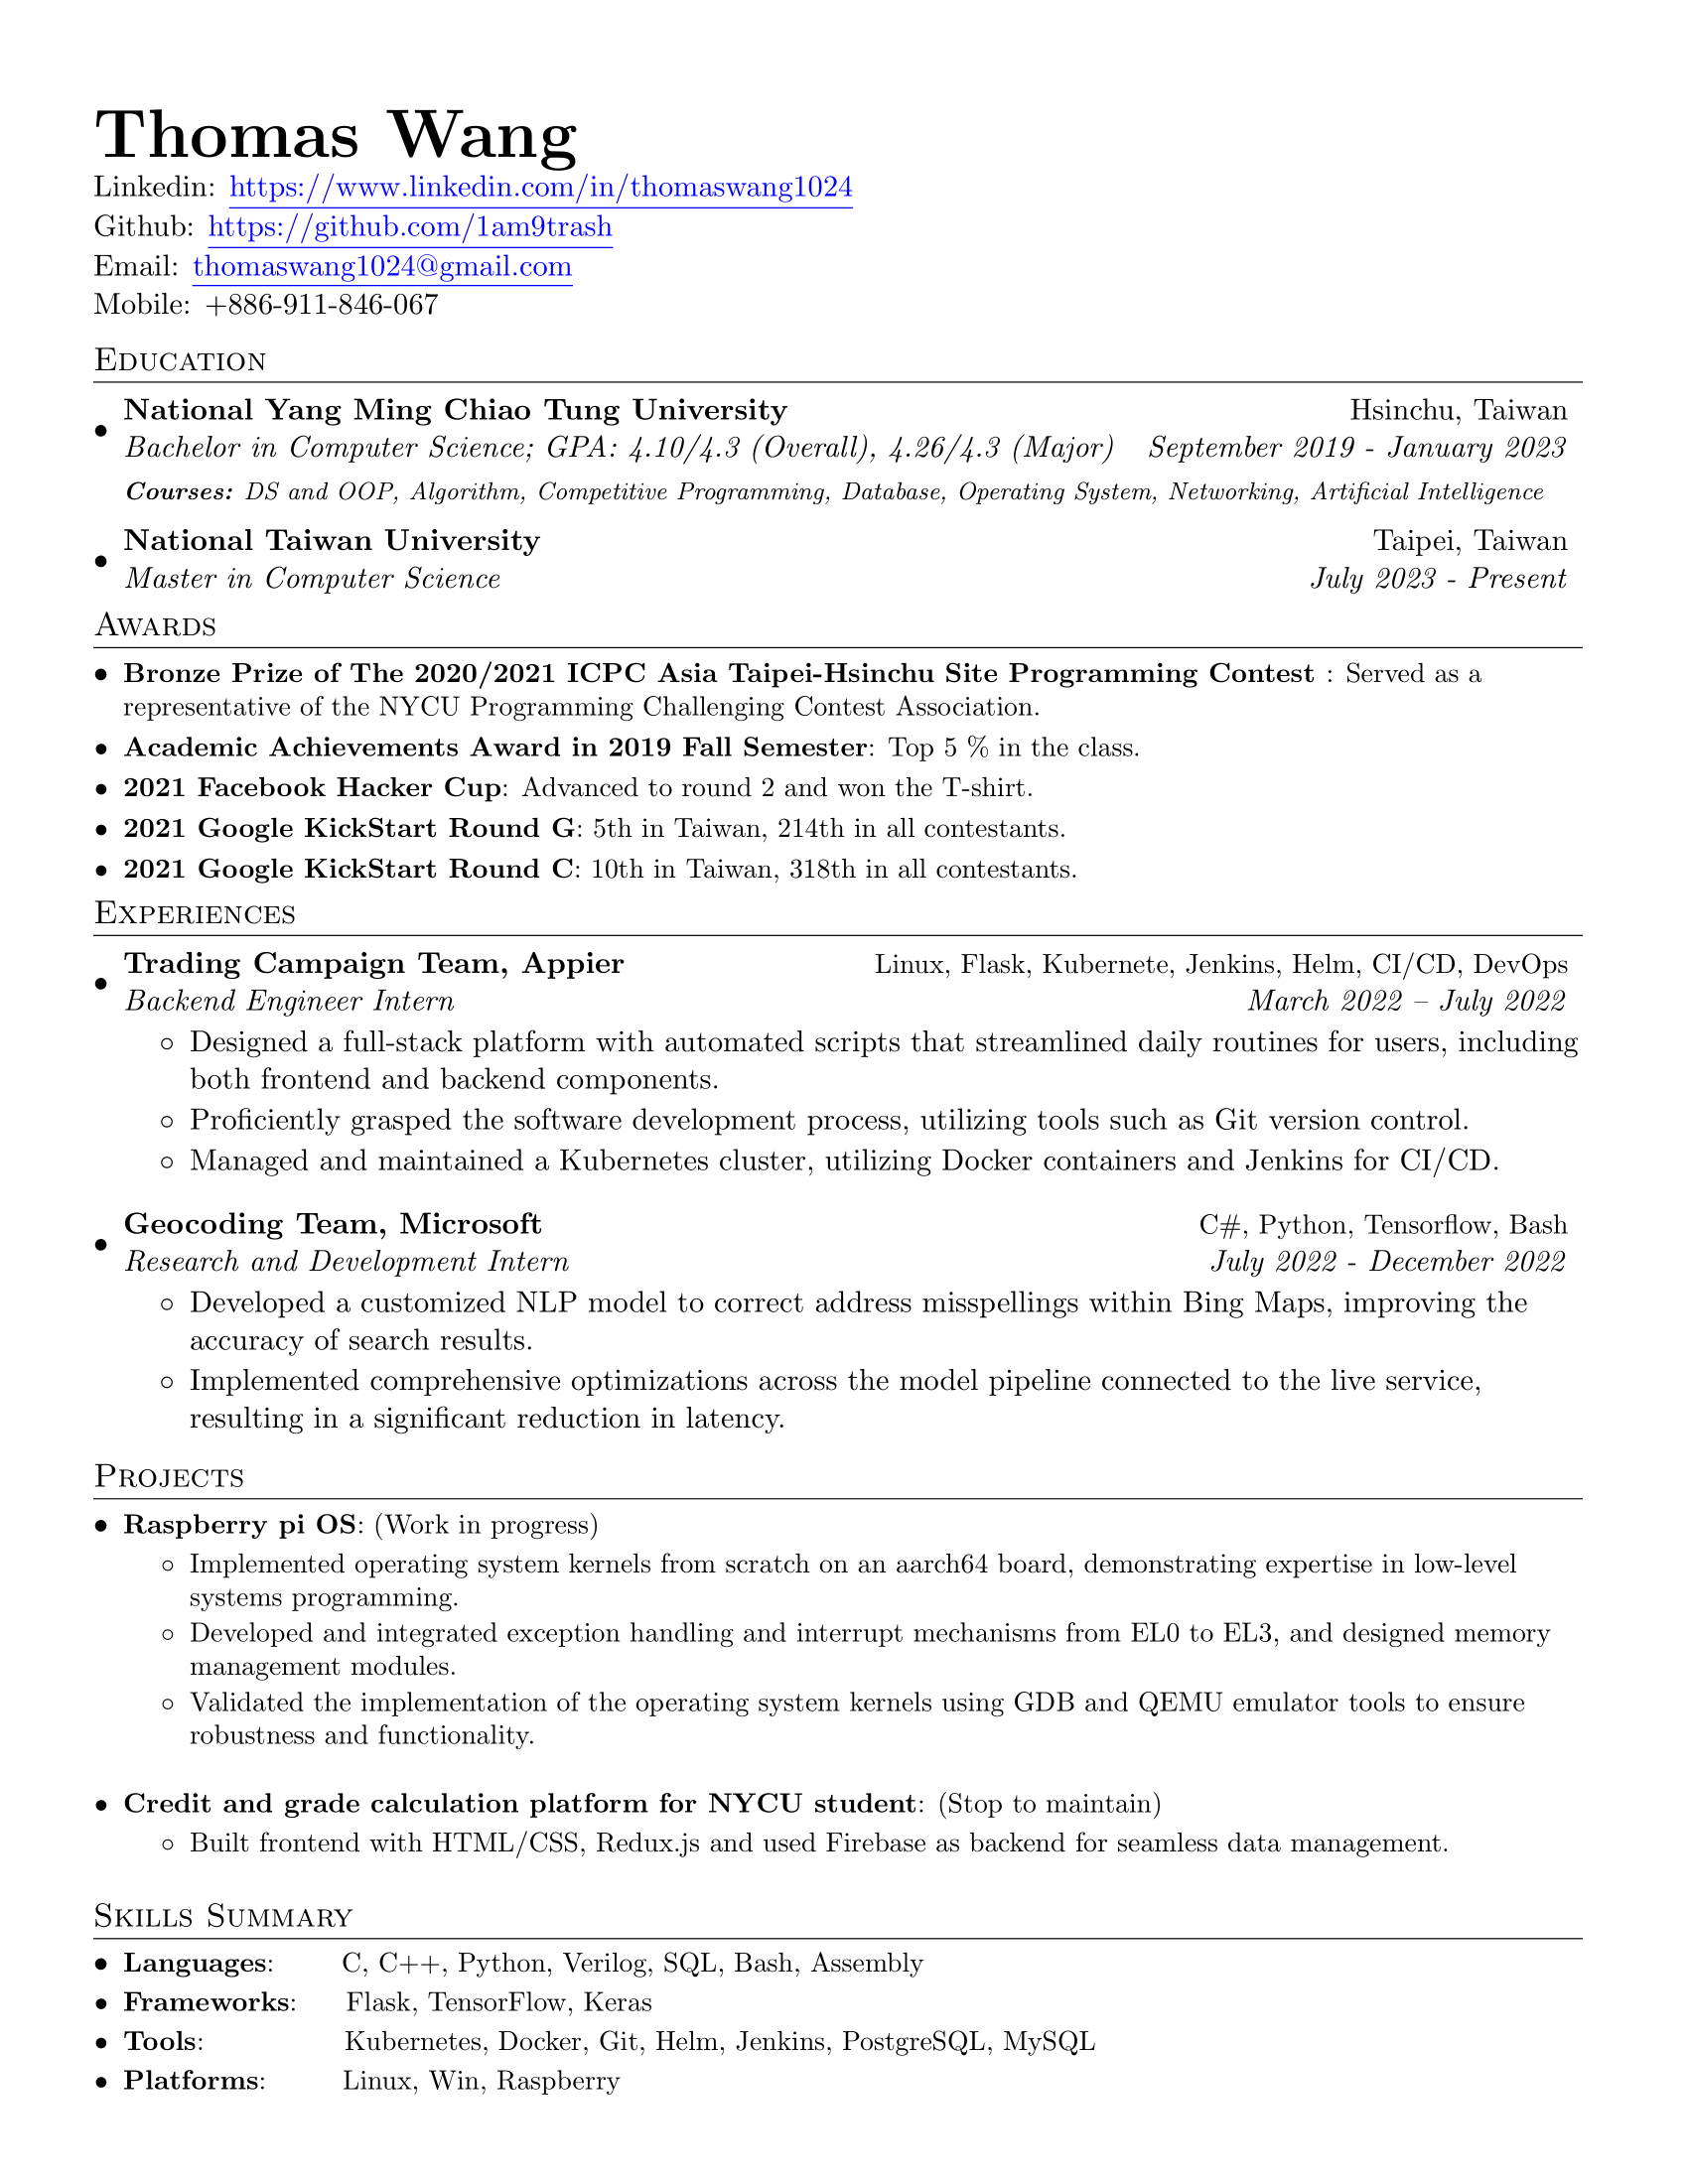 Thomas Wang
Linkedin: https://www.linkedin.com/in/thomaswang1024
Github: https://github.com/1am9trash
Email: thomaswang1024@gmail.com
Mobile: +886-911-846-067
Education
• National Yang Ming Chiao Tung University Hsinchu, Taiwan
Bachelor in Computer Science; GPA: 4.10/4.3 (Overall), 4.26/4.3 (Major) September 2019 - January 2023
Courses: DS and OOP, Algorithm, Competitive Programming, Database, Operating System, Networking, Artificial Intelligence
• National Taiwan University Taipei, Taiwan
Master in Computer Science July 2023 - Present
Awards
• Bronze Prize of The 2020/2021 ICPC Asia Taipei-Hsinchu Site Programming Contest : Served as a
representative of the NYCU Programming Challenging Contest Association.
• Academic Achievements Award in 2019 Fall Semester: Top 5 % in the class.
• 2021 Facebook Hacker Cup: Advanced to round 2 and won the T-shirt.
• 2021 Google KickStart Round G: 5th in Taiwan, 214th in all contestants.
• 2021 Google KickStart Round C: 10th in Taiwan, 318th in all contestants.
Experiences
• Trading Campaign Team, Appier Linux, Flask, Kubernete, Jenkins, Helm, CI/CD, DevOps
Backend Engineer Intern March 2022 – July 2022
◦ Designed a full-stack platform with automated scripts that streamlined daily routines for users, including
both frontend and backend components.
◦ Proficiently grasped the software development process, utilizing tools such as Git version control.
◦ Managed and maintained a Kubernetes cluster, utilizing Docker containers and Jenkins for CI/CD.
• Geocoding Team, Microsoft C#, Python, Tensorflow, Bash
Research and Development Intern July 2022 - December 2022
◦ Developed a customized NLP model to correct address misspellings within Bing Maps, improving the
accuracy of search results.
◦ Implemented comprehensive optimizations across the model pipeline connected to the live service,
resulting in a significant reduction in latency.
Projects
• Raspberry pi OS: (Work in progress)
◦ Implemented operating system kernels from scratch on an aarch64 board, demonstrating expertise in low-level
systems programming.
◦ Developed and integrated exception handling and interrupt mechanisms from EL0 to EL3, and designed memory
management modules.
◦ Validated the implementation of the operating system kernels using GDB and QEMU emulator tools to ensure
robustness and functionality.
• Credit and grade calculation platform for NYCU student: (Stop to maintain)
◦ Built frontend with HTML/CSS, Redux.js and used Firebase as backend for seamless data management.
Skills Summary
• Languages: C, C++, Python, Verilog, SQL, Bash, Assembly
• Frameworks: Flask, TensorFlow, Keras
• Tools: Kubernetes, Docker, Git, Helm, Jenkins, PostgreSQL, MySQL
• Platforms: Linux, Win, Raspberry